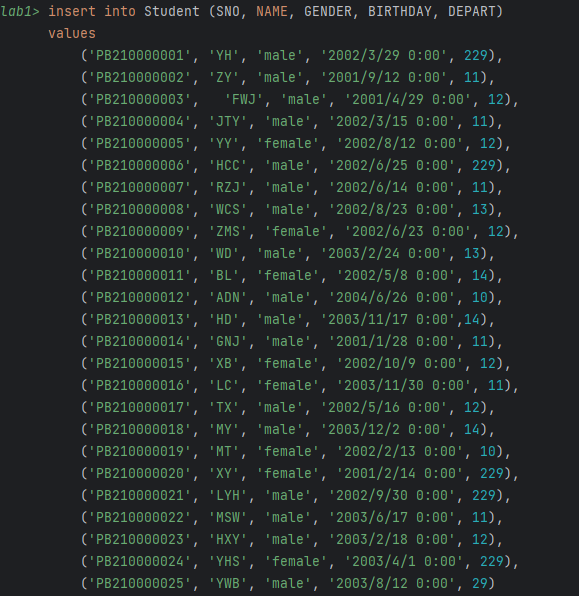 lab1> insert into Student (SNO, NAME, GENDER, BIRTHDAY, DEPART)
values
('PB210000001', 'YH', 'male', '2002/3/29 0:00', 229),
('PB210000002', 'ZY', 'male', '2001/9/12 0:00', 11),
('PB210000003',   'FWJ', 'male', '2001/4/29 0:00', 12),
('PB210000004', 'JTY', 'male', '2002/3/15 0:00', 11),
('PB210000005', 'YY', 'female', '2002/8/12 0:00', 12),
('PB210000006', 'HCC', 'male', '2002/6/25 0:00', 229),
('PB210000007', 'RZJ', 'male', '2002/6/14 0:00', 11),
('PB210000008', 'WCS', 'male', '2002/8/23 0:00', 13),
('PB210000009', 'ZMS', 'female', '2002/6/23 0:00', 12),
('PB210000010', 'WD', 'male', '2003/2/24 0:00', 13),
('PB210000011', 'BL', 'female', '2002/5/8 0:00', 14),
('PB210000012', 'ADN', 'male', '2004/6/26 0:00',10),
('PB210000013', 'HD', 'male', '2003/11/17 0:00',14),
('PB210000014', 'GNJ', 'male', '2001/1/28 0:00', 11),
('PB210000015', 'XB', 'female', '2002/10/9 0:00', 12),
('PB210000016', 'LC', 'female', '2003/11/30 0:00', 11),
('PB210000017', 'TX', 'male', '2002/5/16 0:00', 12),
('PB210000018', 'MY', 'male', '2003/12/2 0:00', 14),
('PB210000019', 'MT', 'female', '2002/2/13 0:00', 10),
('PB210000020', 'XY', 'female', '2001/2/14 0:00', 229),
('PB210000021', 'LYH', 'male', '2002/9/30 0:00', 229),
('PB210000022', 'MSW', 'male', '2003/6/17 0:00', 11),
('PB210000023', 'HXY', 'male', '2003/2/18 0:00', 12),
('PB210000024', 'YHS', 'female', '2003/4/1 0:00', 229),
('PB210000025', 'YWB', 'male', '2003/8/12 0:00', 29)